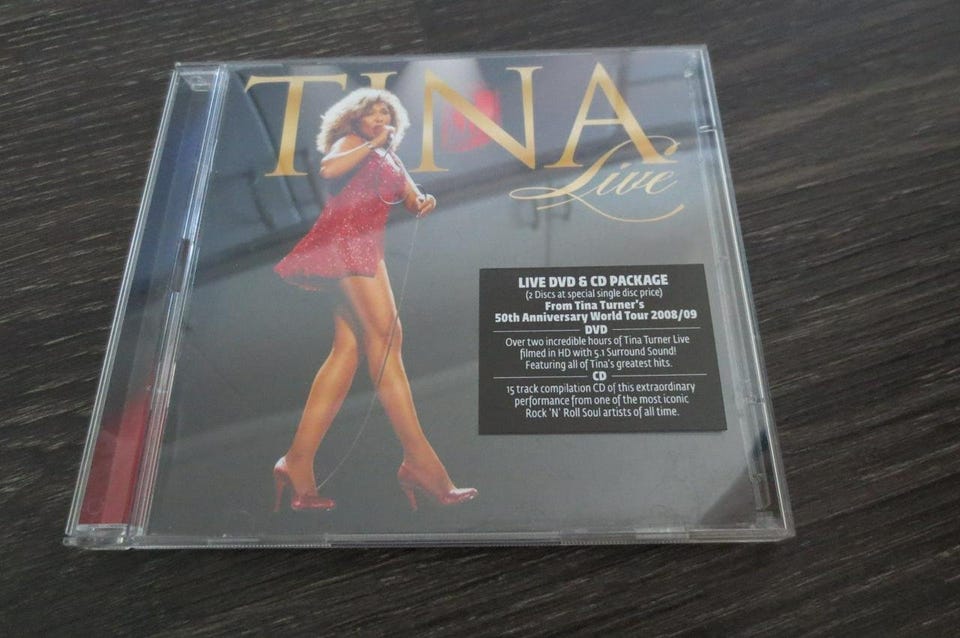 TINA
Live
LIVE DVD & CD PACKAGE
(2 Discs at special single disc price)
From Tina Turner's
50th Anniversary World Tour 2008/09
DVD
Over two incredible hours of Tina Turner Live
filmed in HD with 5.1 Surround Sound!
Featuring all of Tina's greatest hits.
CD
15 track compilation CD of this extraordinary
performance from one of the most iconic
Rock 'N' Roll Soul artists of all time.